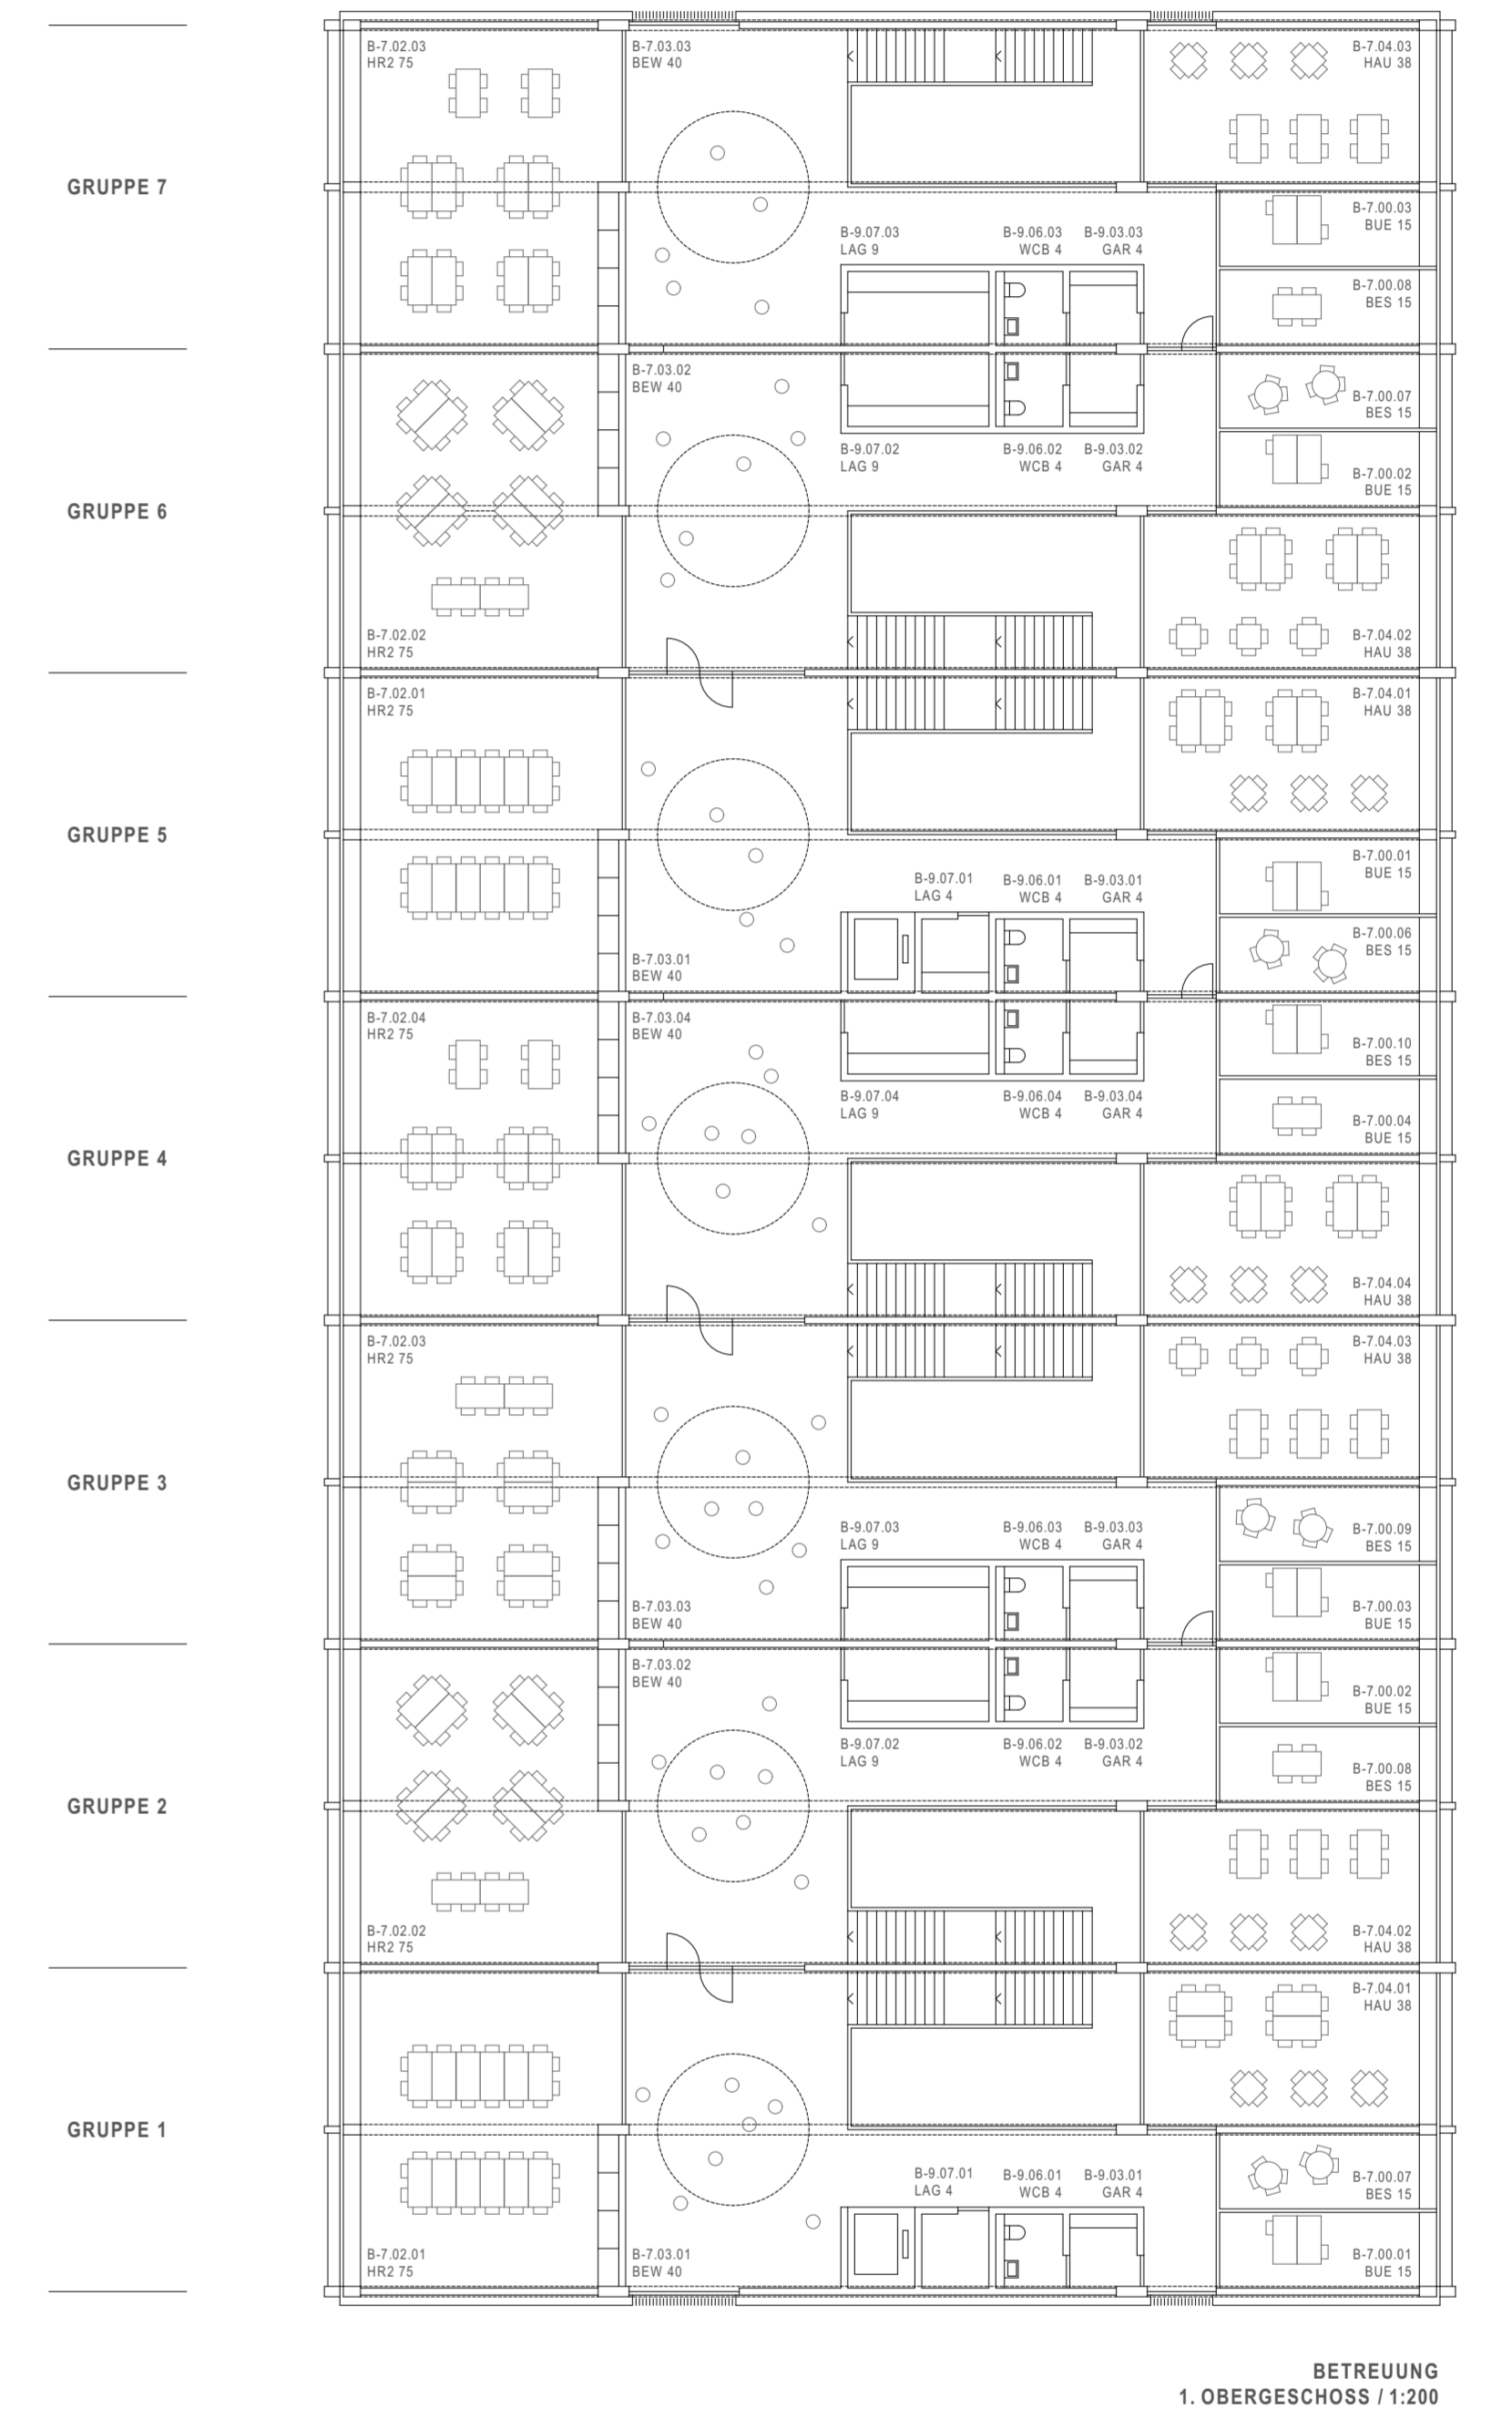 B-7.02.03
HR2 75
B-7.03.03
BEW 40
B-7.04.03
HAU 38
GRUPPE 7
B-7.00.03
BUE 15
B-9.07.03
LAG 9
B-9.06.03
WCB 4
B-9.03.03
GAR 4
B-7.00.08
BES 15
B-7.03.02
BEW 40
B-7.00.07
BES 15
B-9.07.02
LAG 9
B-9.06.02
WCB 4
B-9.03.02
GAR 4
B-7.00.02
BUE 15
GRUPPE 6
B-7.02.02
HR2 75
B-7.04.02
HAU 38
B-7.02.01
HR2 75
B-7.04.01
HAU 38
GRUPPE 5
B-7.00.01
BUE 15
B-9.07.01
LAG 4
B-9.06.01
WCB 4
B-9.03.01
GAR 4
B-7.00.06
BES 15
B-7.03.01
BEW 40
B-7.02.04
HR2 75
B-7.03.04
BEW 40
B-7.00.10
BES 15
B-9.07.04
LAG 9
B-9.06.04
WCB 4
B-9.03.04
GAR 4
B-7.00.04
BUE 15
GRUPPE 4
B-7.04.04
HAU 38
B-7.02.03
HR2 75
B-7.04.03
HAU 38
GRUPPE 3
B-9.07.03
LAG 9
B-9.06.03
WCB 4
B-9.03.03
GAR 4
B-7.00.09
BES 15
B-7.03.03
BEW 40
B-7.00.03
BUE 15
B-7.03.02
BEW 40
B-7.00.02
BUE 15
B-9.07.02
LAG 9
B-9.06.02
WCB 4
B-9.03.02
GAR 4
B-7.00.08
BES 15
GRUPPE 2
B-7.02.02
HR2 75
B-7.04.02
HAU 38
B-7.04.01
HAU 38
GRUPPE 1
B-9.07.01
LAG 4
B-9.06.01
WCB 4
B-9.03.01
GAR 4
B-7.00.07
BES 15
B-7.02.01
HR2 75
B-7.03.01
BEW 40
B-7.00.01
BUE 15
BETREUUNG
1. OBERGESCHOSS / 1:200